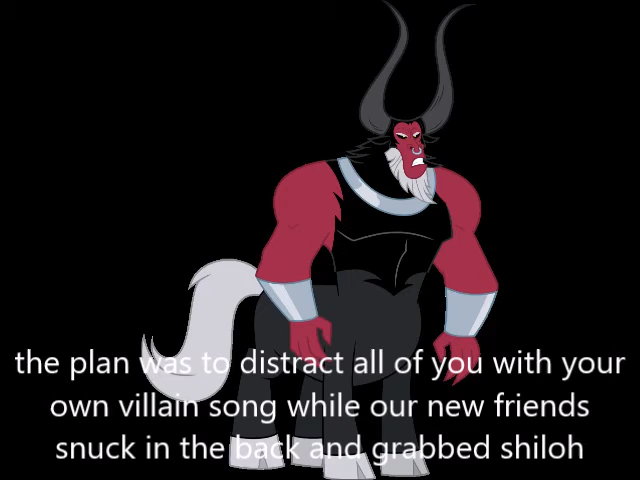 the plan was to distract all of you with your
own villain song while our new friends
snuck in the back and grabbed shiloh